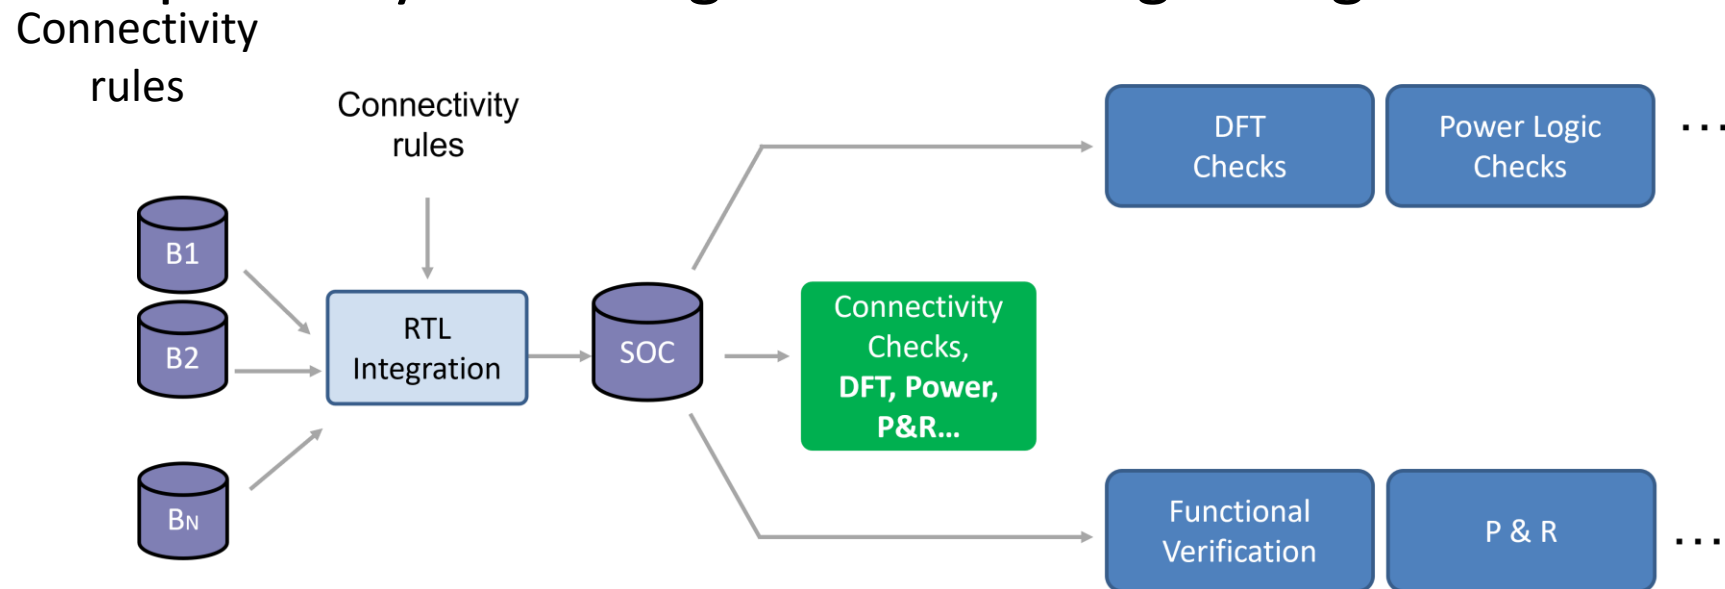 Connectivity
rules
Connectivity
rules
B1
B2
BN
RTL
Integration
SOC
Connectivity
Checks,
DFT, Power,
P&R...
DFT
Checks
Power Logic
Checks
...
Functional
Verification
P & R
...